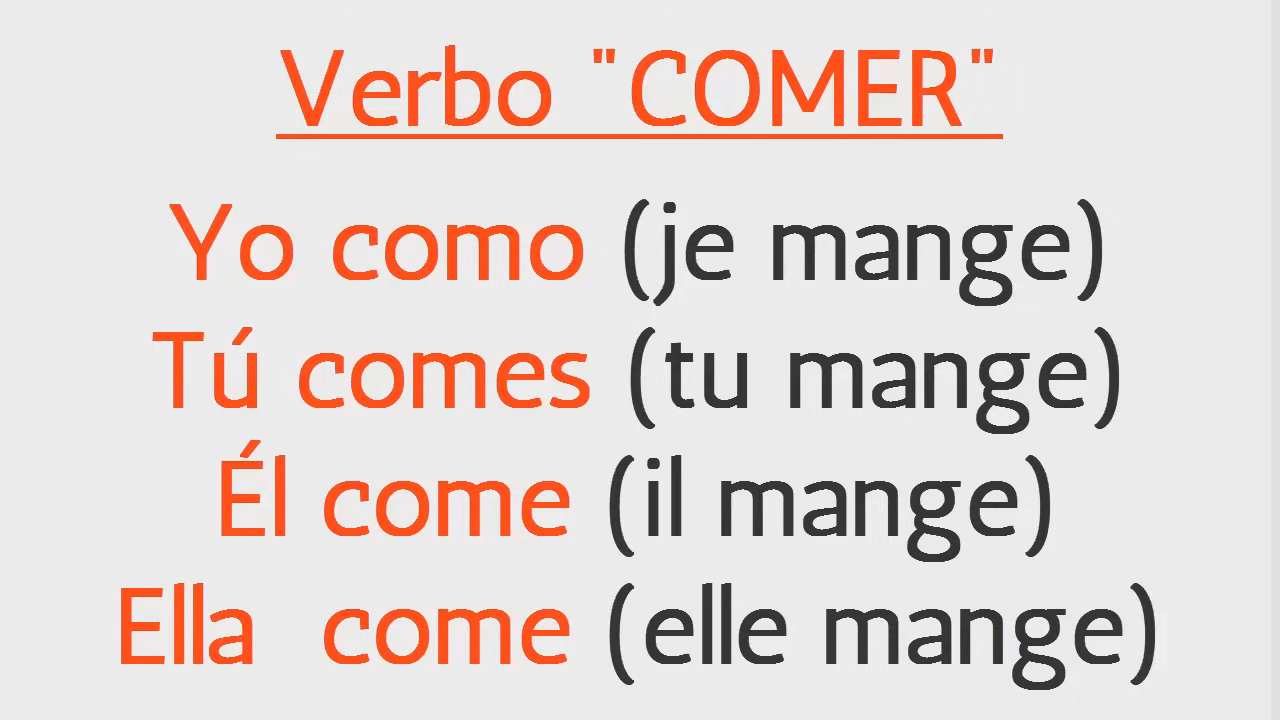 Verbo "COMER"
Yo como (je mange)
Tú comes (tu mange)
Él come (il mange)
Ella come (elle mange)